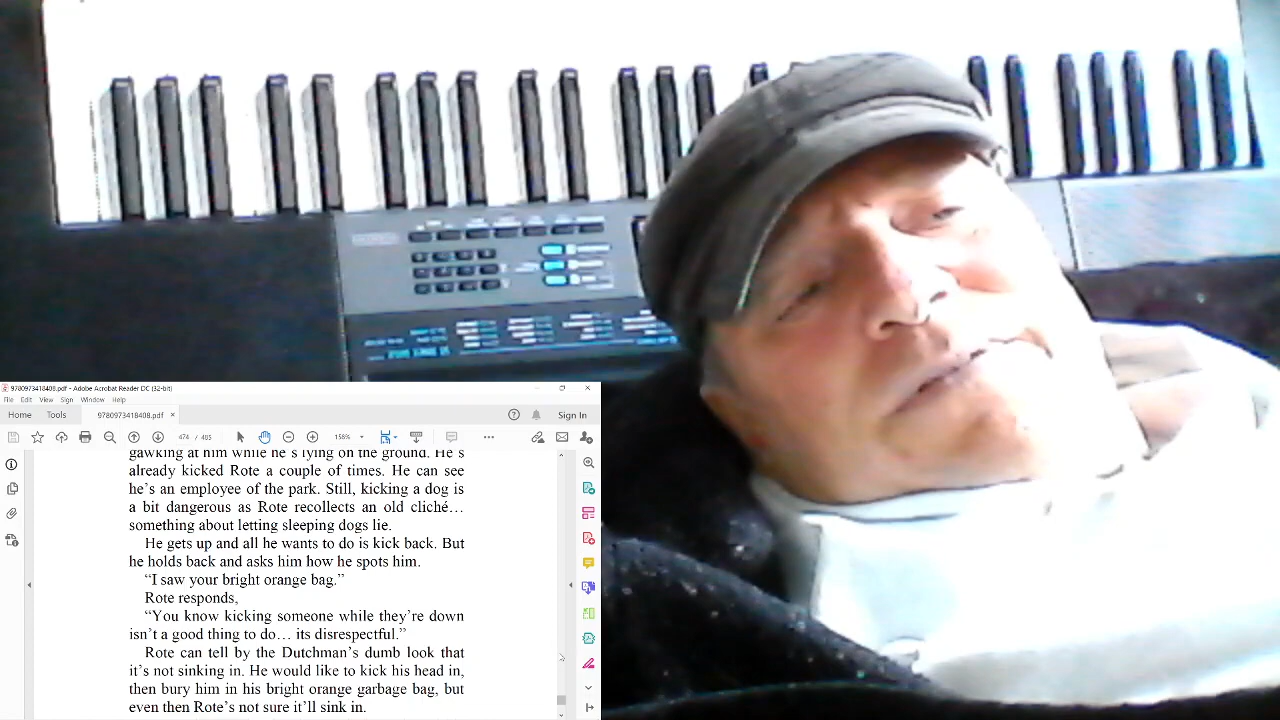 9780973418408.pdf - Adobe Acrobat Reader DC (32-bit)
File Edit View Sign Window Help
Home Tools 9780973418408.pdf × Sign In
474 / 485 158%
gawking at him while he's lying on the ground. He's
already kicked Rote a couple of times. He can see
he's an employee of the park. Still, kicking a dog is
a bit dangerous as Rote recollects an old cliché…
something about letting sleeping dogs lie.
He gets up and all he wants to do is kick back. But
he holds back and asks him how he spots him.
“I saw your bright orange bag.”
Rote responds,
“You know kicking someone while they're down
isn't a good thing to do… its disrespectful.”
Rote can tell by the Dutchman's dumb look that
it's not sinking in. He would like to kick his head in,
then bury him in his bright orange garbage bag, but
even then Rote's not sure it'll sink in.